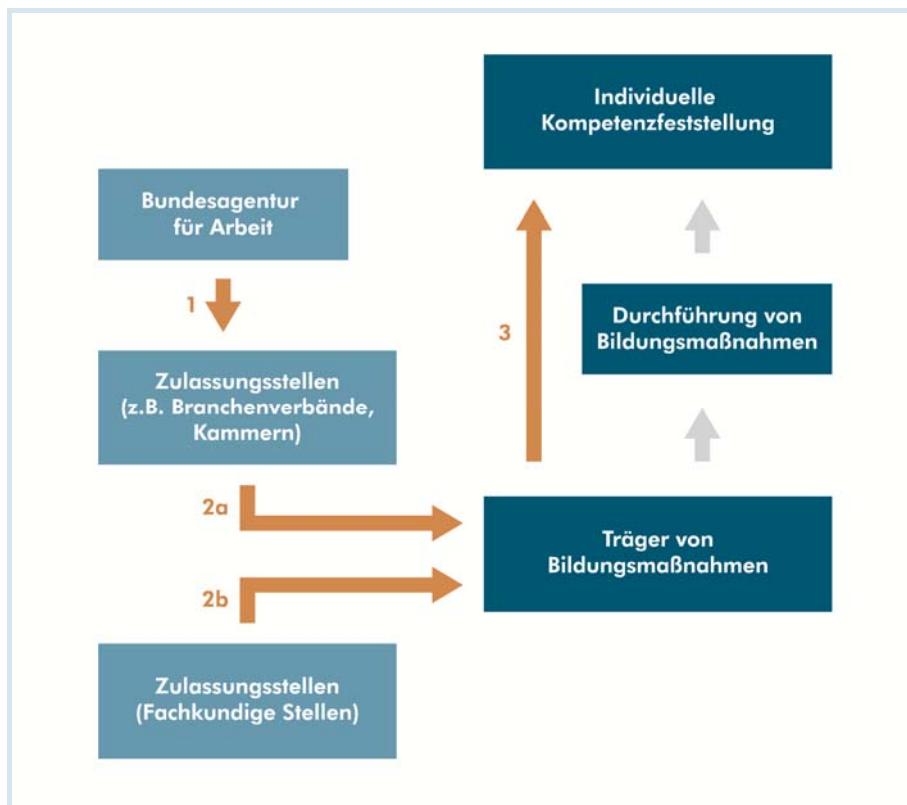 Individuelle
Kompetenzfeststellung
Bundesagentur
für Arbeit
1
3
Durchführung von
Bildungsmaßnahmen
Zulassungsstellen
(z.B. Branchenverbände,
Kammern)
2a
Träger von
Bildungsmaßnahmen
2b
Zulassungsstellen
(Fachkundige Stellen)